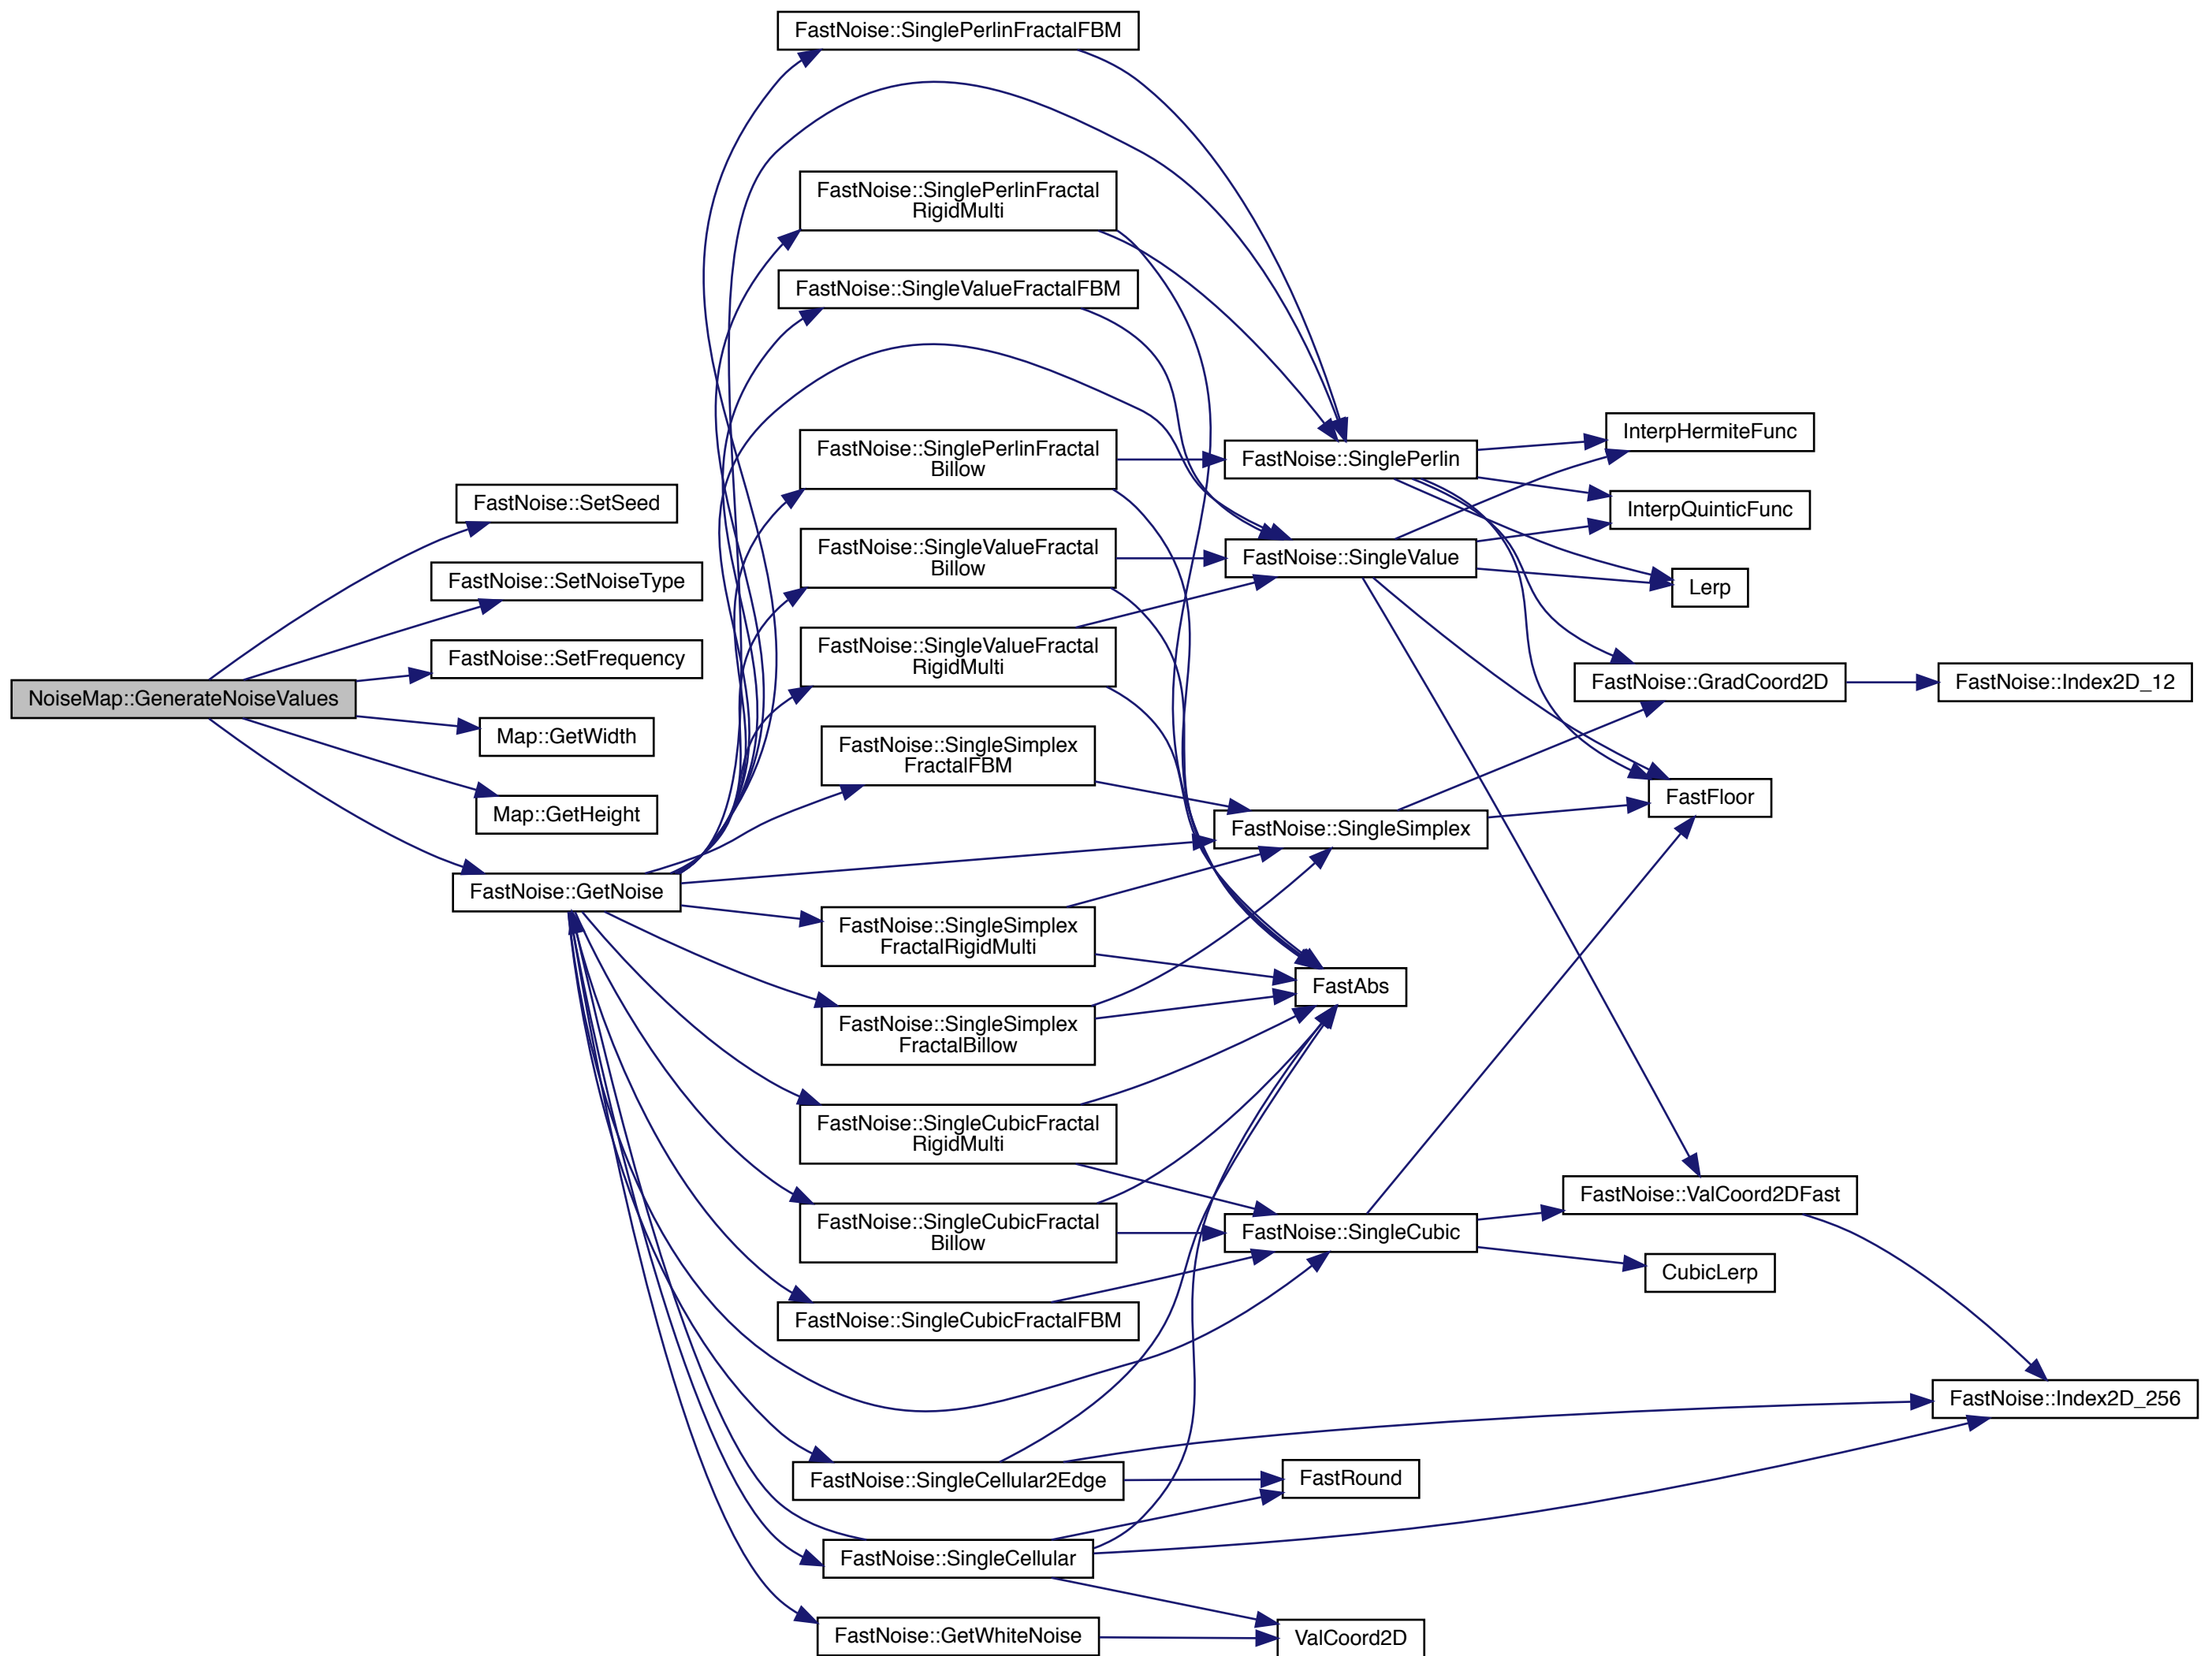 NoiseMap::GenerateNoiseValues
FastNoise::SetSeed
FastNoise::SetNoiseType
FastNoise::SetFrequency
Map::GetWidth
Map::GetHeight
FastNoise::GetNoise
FastNoise::SinglePerlinFractalFBM
FastNoise::SinglePerlinFractal
RigidMulti
FastNoise::SingleValueFractalFBM
FastNoise::SinglePerlinFractal
Billow
FastNoise::SingleValueFractal
Billow
FastNoise::SingleValueFractal
RigidMulti
FastNoise::SingleSimplex
FractalFBM
FastNoise::SingleSimplex
FractalRigidMulti
FastNoise::SingleSimplex
FractalBillow
FastNoise::SingleCubicFractal
RigidMulti
FastNoise::SingleCubicFractal
Billow
FastNoise::SingleCubicFractalFBM
FastNoise::SingleCellular2Edge
FastNoise::SingleCellular
FastNoise::GetWhiteNoise
FastNoise::SinglePerlin
FastNoise::SingleValue
FastNoise::SingleSimplex
FastAbs
FastNoise::SingleCubic
FastRound
ValCoord2D
InterpHermiteFunc
InterpQuinticFunc
Lerp
FastNoise::GradCoord2D
FastFloor
FastNoise::ValCoord2DFast
CubicLerp
FastNoise::Index2D_12
FastNoise::Index2D_256